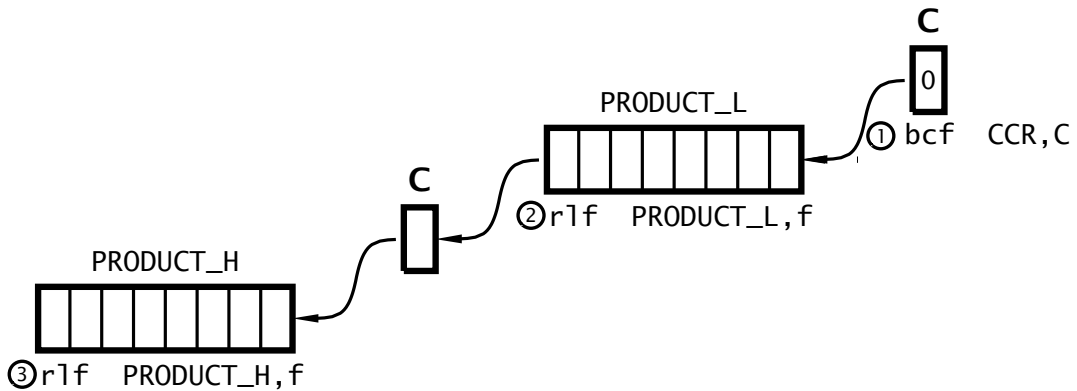 C
0
PRODUCT_L
① bcf CCR,C
C
② rlf PRODUCT_L,f
PRODUCT_H
③ rlf PRODUCT_H,f